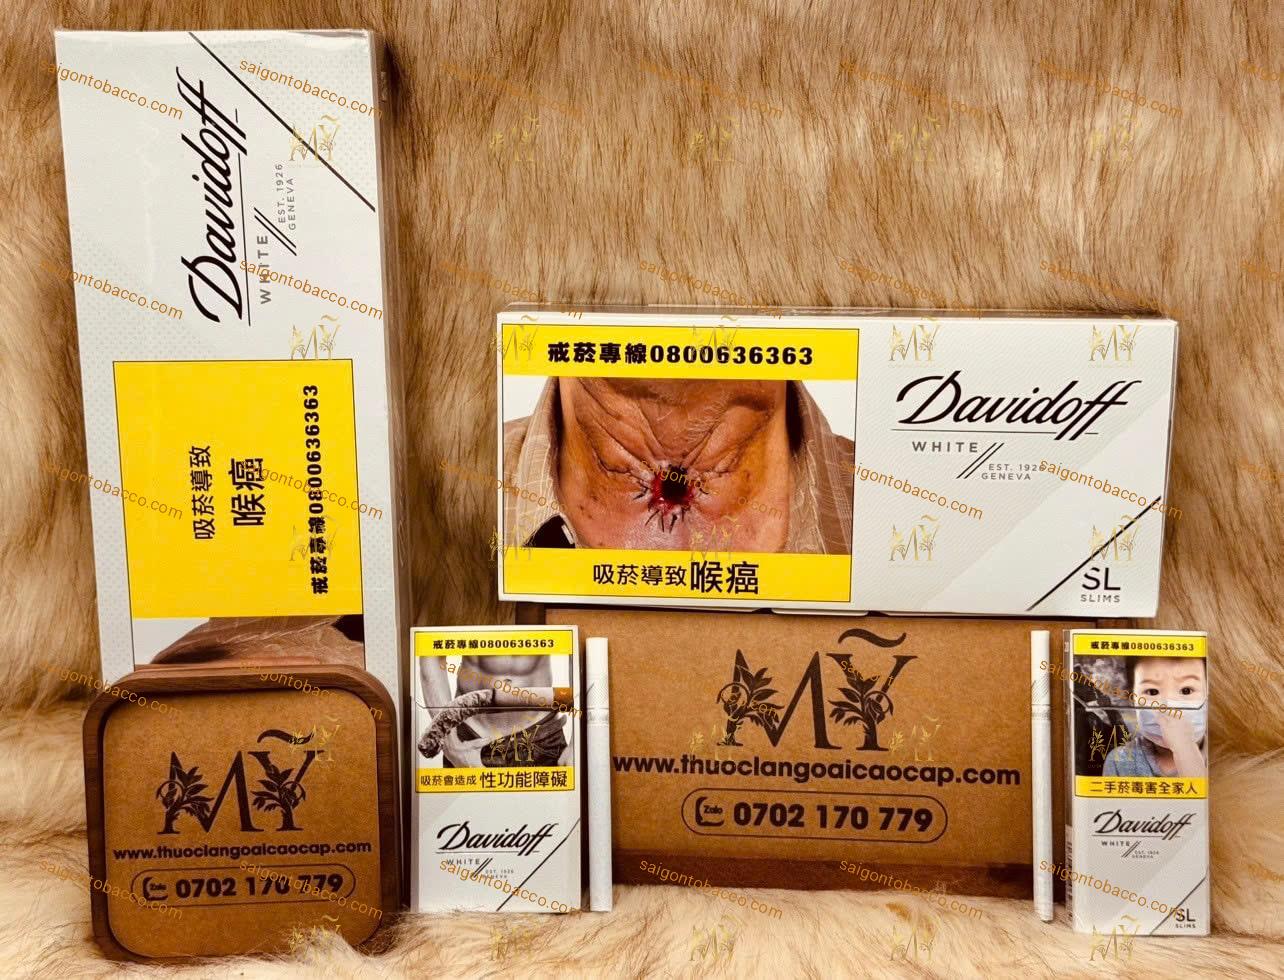 Davidoff
WHITE
EST. 1926
GENEVA
吸菸導致
喉癌
戒菸專線0800636363
戒菸專線0800636363
吸菸導致喉癌
Davidoff
WHITE
EST. 1926
GENEVA
SL
SLIMS
MỸ
www.thuoclangoaicaocap.com
Zalo 0702 170 779
戒菸專線0800636363
吸菸會造成 性功能障礙
Davidoff
WHITE
EST. 1926
GENEVA
MỸ
www.thuoclangoaicaocap.com
Zalo 0702 170 779
戒菸專線0800636363
二手菸毒害全家人
Davidoff
WHITE
EST. 1926
GENEVA
SL
SLIMS
saigontobacco.com